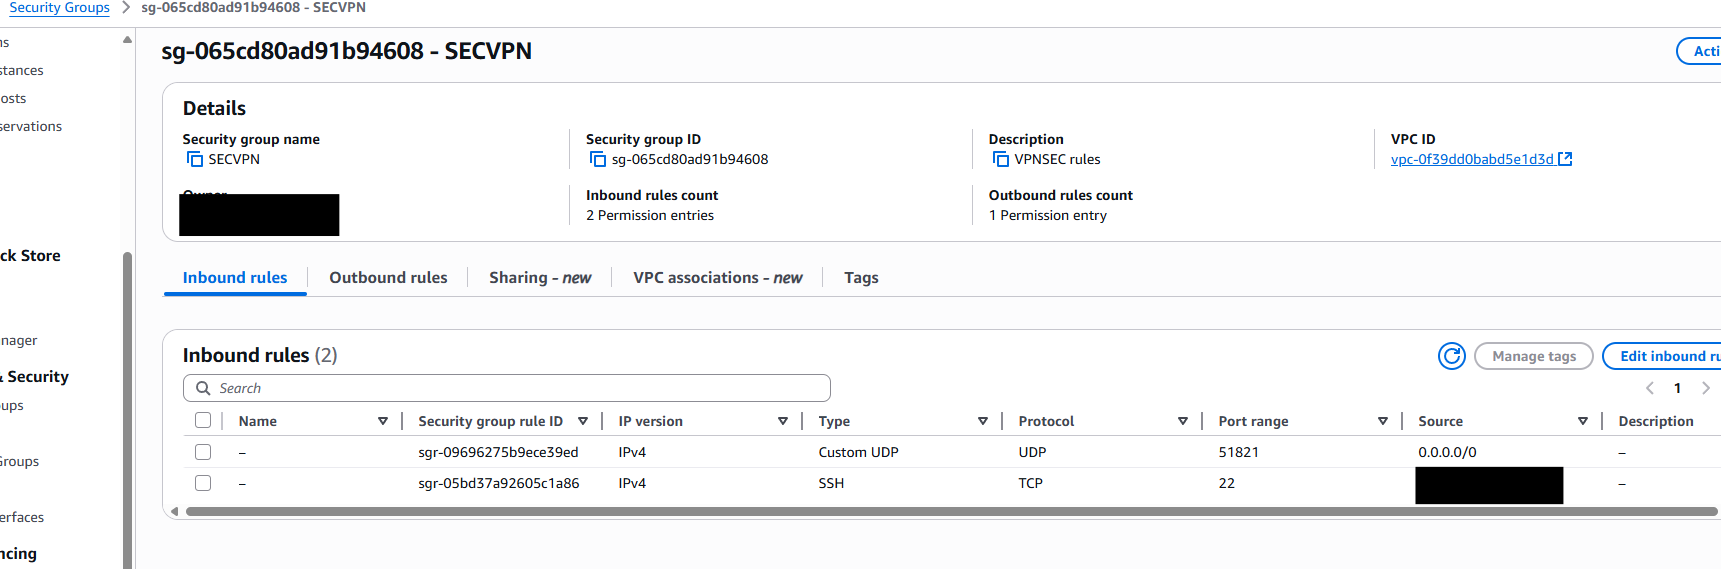 Security Groups > sg-065cd80ad91b94608 - SECVPN
ns
stances
osts
servations
ck Store
nager
& Security
ups
Groups
erfaces
ncing
sg-065cd80ad91b94608 - SECVPN
Acti
Details
Security group name
SECVPN
Security group ID
sg-065cd80ad91b94608
Description
VPNSEC rules
VPC ID
vpc-0f39dd0babd5e1d3d
Owner
Inbound rules count
2 Permission entries
Outbound rules count
1 Permission entry
Inbound rules Outbound rules Sharing - new VPC associations - new Tags
Inbound rules (2)
Manage tags Edit inbound ru
Search
1
Name Security group rule ID IP version Type Protocol Port range Source Description
– sgr-09696275b9ece39ed IPv4 Custom UDP UDP 51821 0.0.0.0/0 –
– sgr-05bd37a92605c1a86 IPv4 SSH TCP 22 –